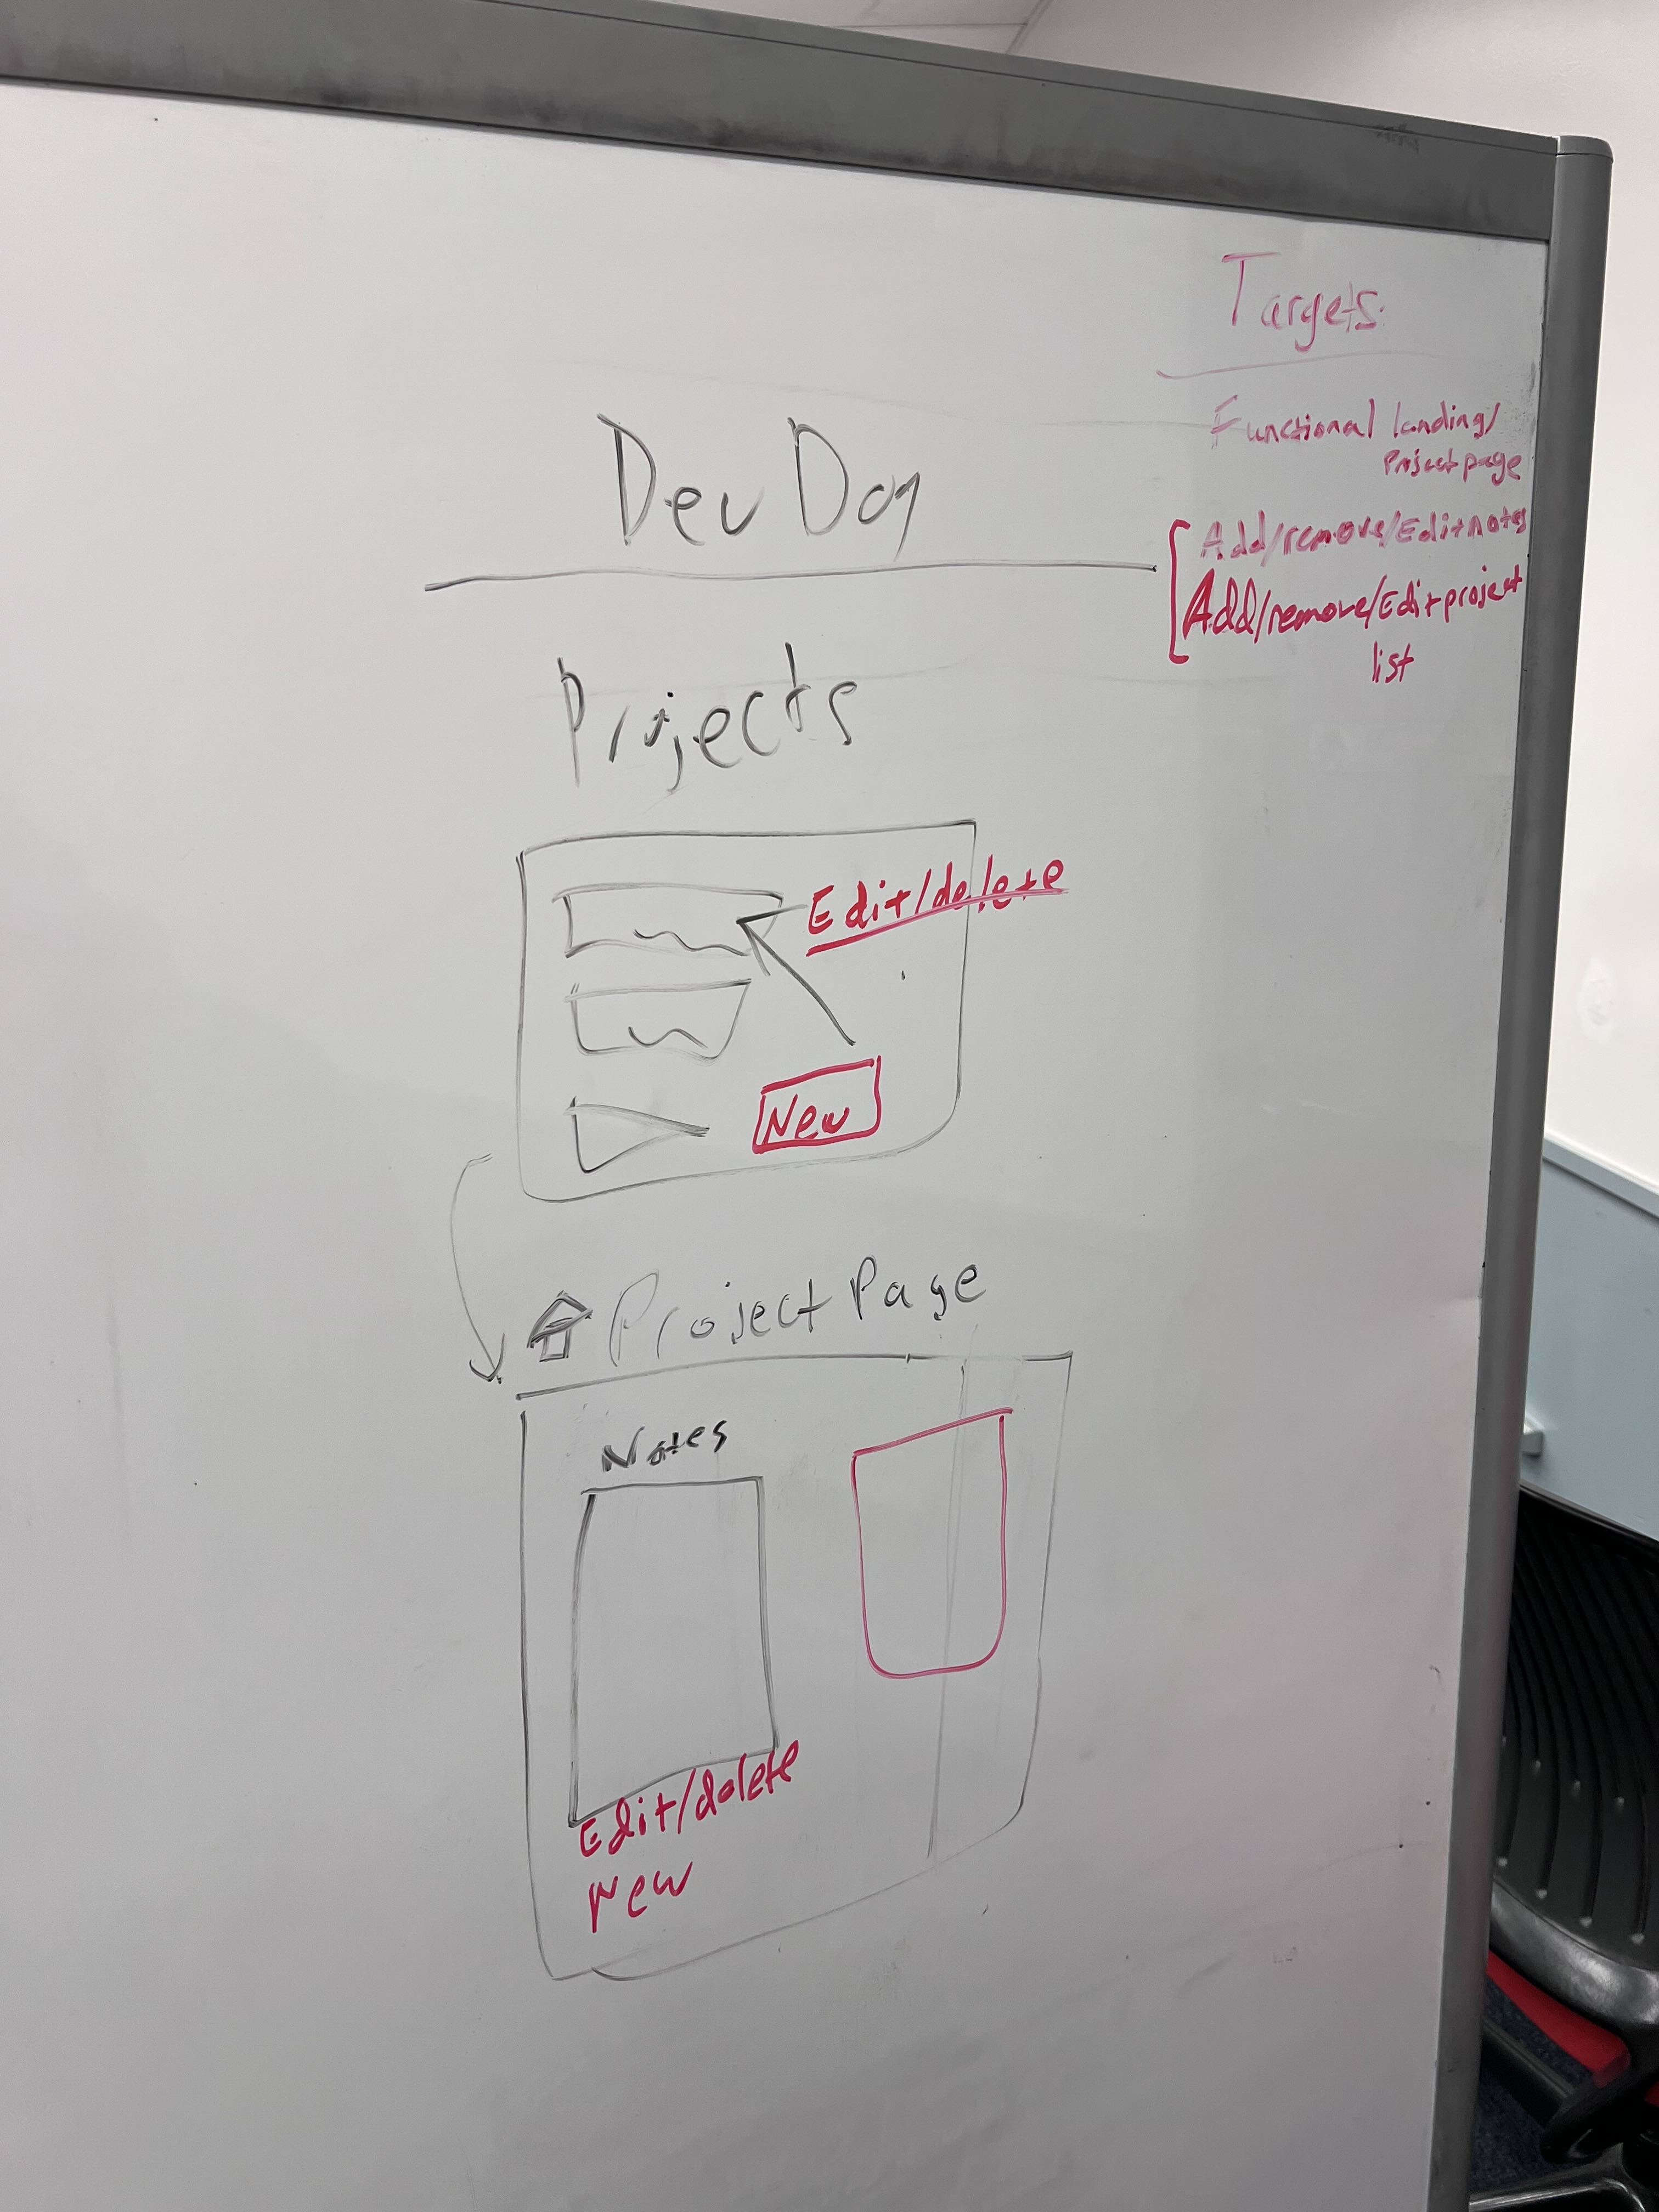 Targets
Functional landing/
Project page
Add/remove/Edit notes
Add/remove/Edit project
list
Dev Dog
Projects
Edit/delete
New
Project Page
Notes
Edit/delete
New